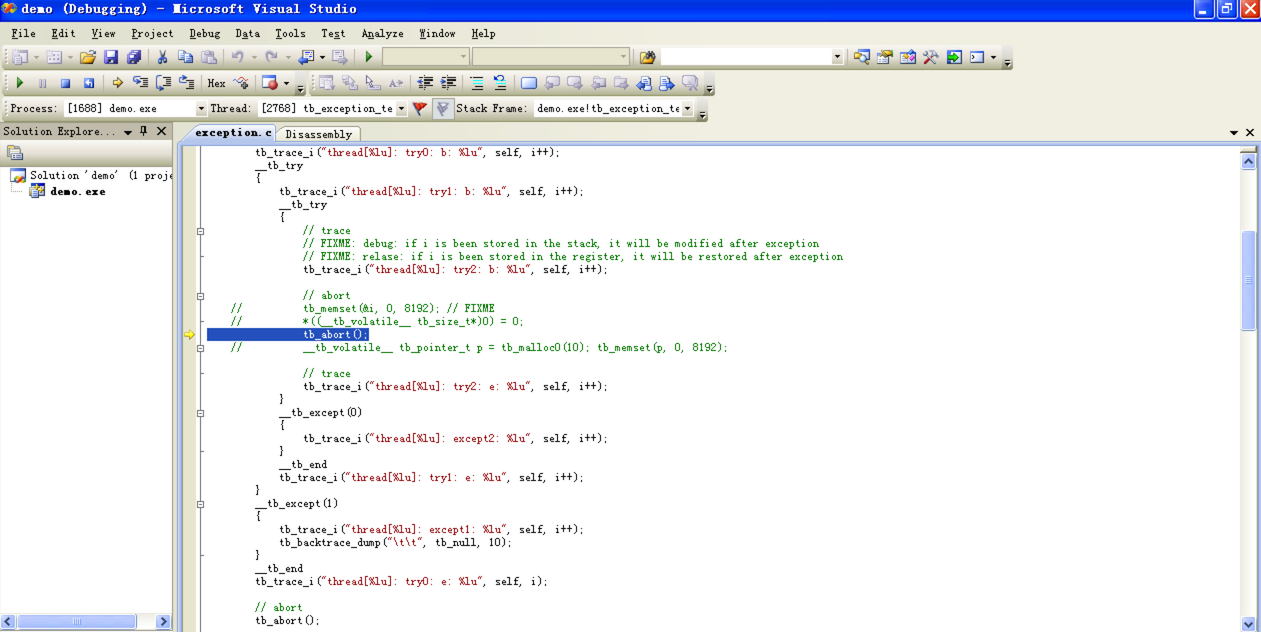 demo (Debugging) - Microsoft Visual Studio
File Edit View Project Debug Data Tools Test Analyze Window Help
Hex
Process: [1688] demo.exe Thread: [2768] tb_exception_te Stack Frame: demo.exe!tb_exception_te
Solution Explore...
exception.c Disassembly
Solution 'demo' (1 proje
demo.exe
tb_trace_i("thread[%lu]: try0: b: %lu", self, i++);
__tb_try
{
tb_trace_i("thread[%lu]: try1: b: %lu", self, i++);
__tb_try
{
// trace
// FIXME: debug: if i is been stored in the stack, it will be modified after exception
// FIXME: relase: if i is been stored in the register, it will be restored after exception
tb_trace_i("thread[%lu]: try2: b: %lu", self, i++);
// abort
// tb_memset(&i, 0, 8192); // FIXME
// *((__tb_volatile__ tb_size_t*)0) = 0;
tb_abort();
// __tb_volatile__ tb_pointer_t p = tb_malloc0(10); tb_memset(p, 0, 8192);
// trace
tb_trace_i("thread[%lu]: try2: e: %lu", self, i++);
}
__tb_except(0)
{
tb_trace_i("thread[%lu]: except2: %lu", self, i++);
}
__tb_end
tb_trace_i("thread[%lu]: try1: e: %lu", self, i++);
}
__tb_except(1)
{
tb_trace_i("thread[%lu]: except1: %lu", self, i++);
tb_backtrace_dump("\t\t", tb_null, 10);
}
__tb_end
tb_trace_i("thread[%lu]: try0: e: %lu", self, i);
// abort
tb_abort();